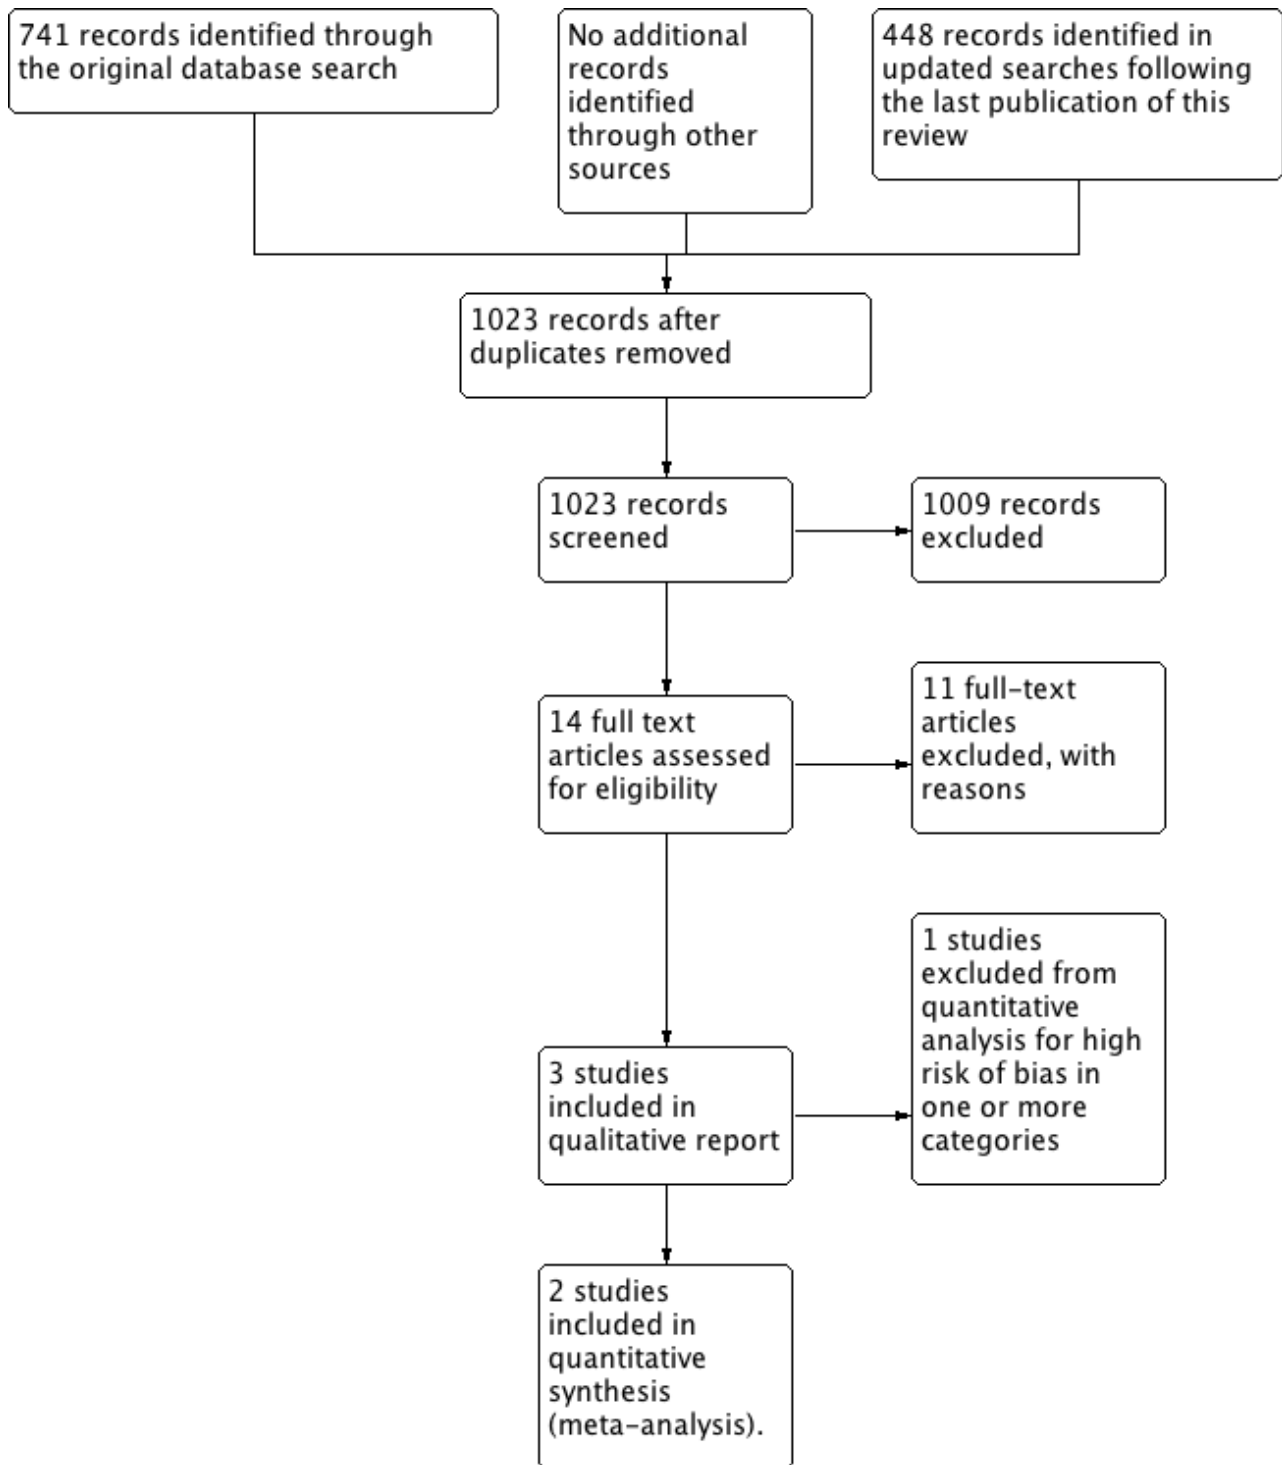 741 records identified through
the original database search
No additional
records
identified
through other
sources
448 records identified in
updated searches following
the last publication of this
review
1023 records after
duplicates removed
1023 records
screened
1009 records
excluded
14 full text
articles assessed
for eligibility
11 full-text
articles
excluded, with
reasons
3 studies
included in
qualitative report
1 studies
excluded from
quantitative
analysis for high
risk of bias in
one or more
categories
2 studies
included in
quantitative
synthesis
(meta-analysis).